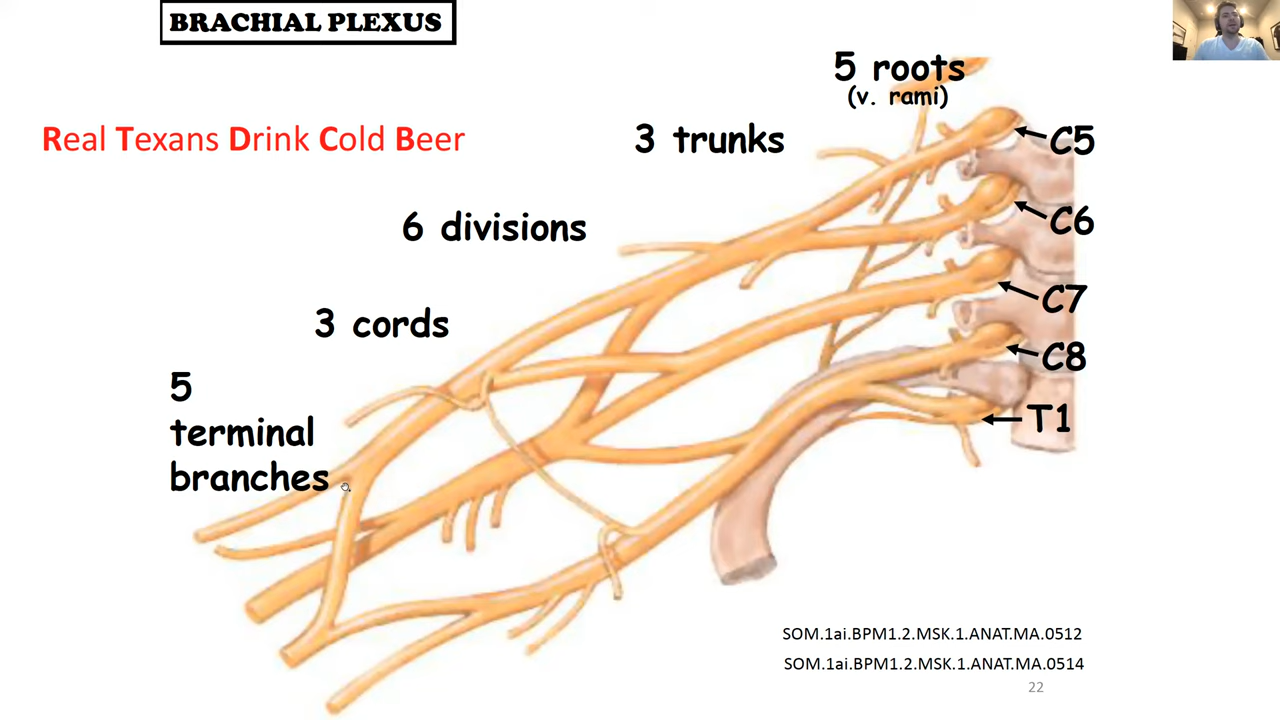 BRACHIAL PLEXUS
5 roots
(v. rami)
Real Texans Drink Cold Beer
3 trunks
C5
6 divisions
C6
C7
3 cords
C8
5
terminal
branches
T1
SOM.1ai.BPM1.2.MSK.1.ANAT.MA.0512
SOM.1ai.BPM1.2.MSK.1.ANAT.MA.0514
22